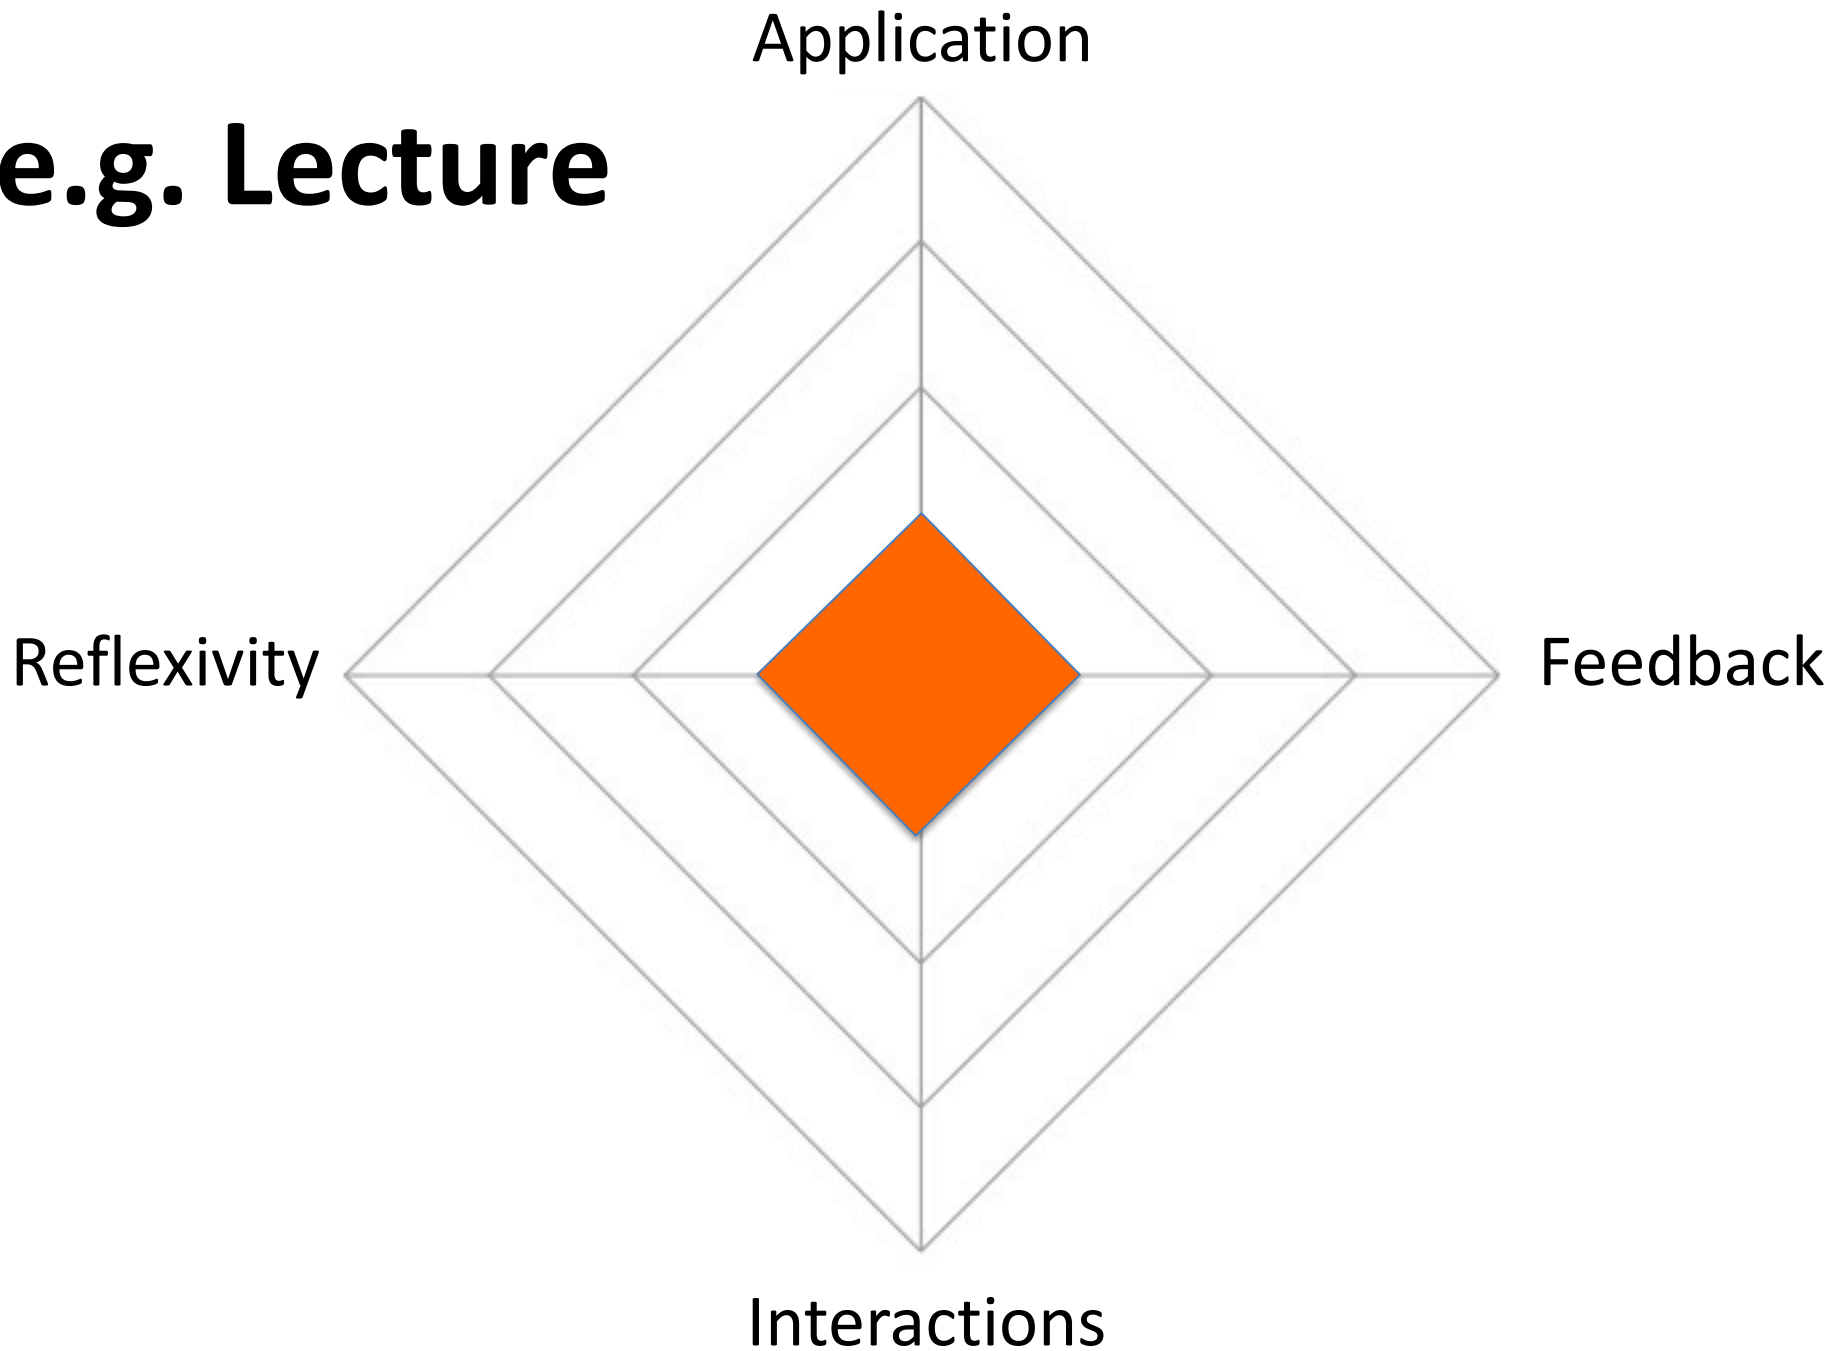 Application
e.g. Lecture
Reflexivity
Feedback
Interactions